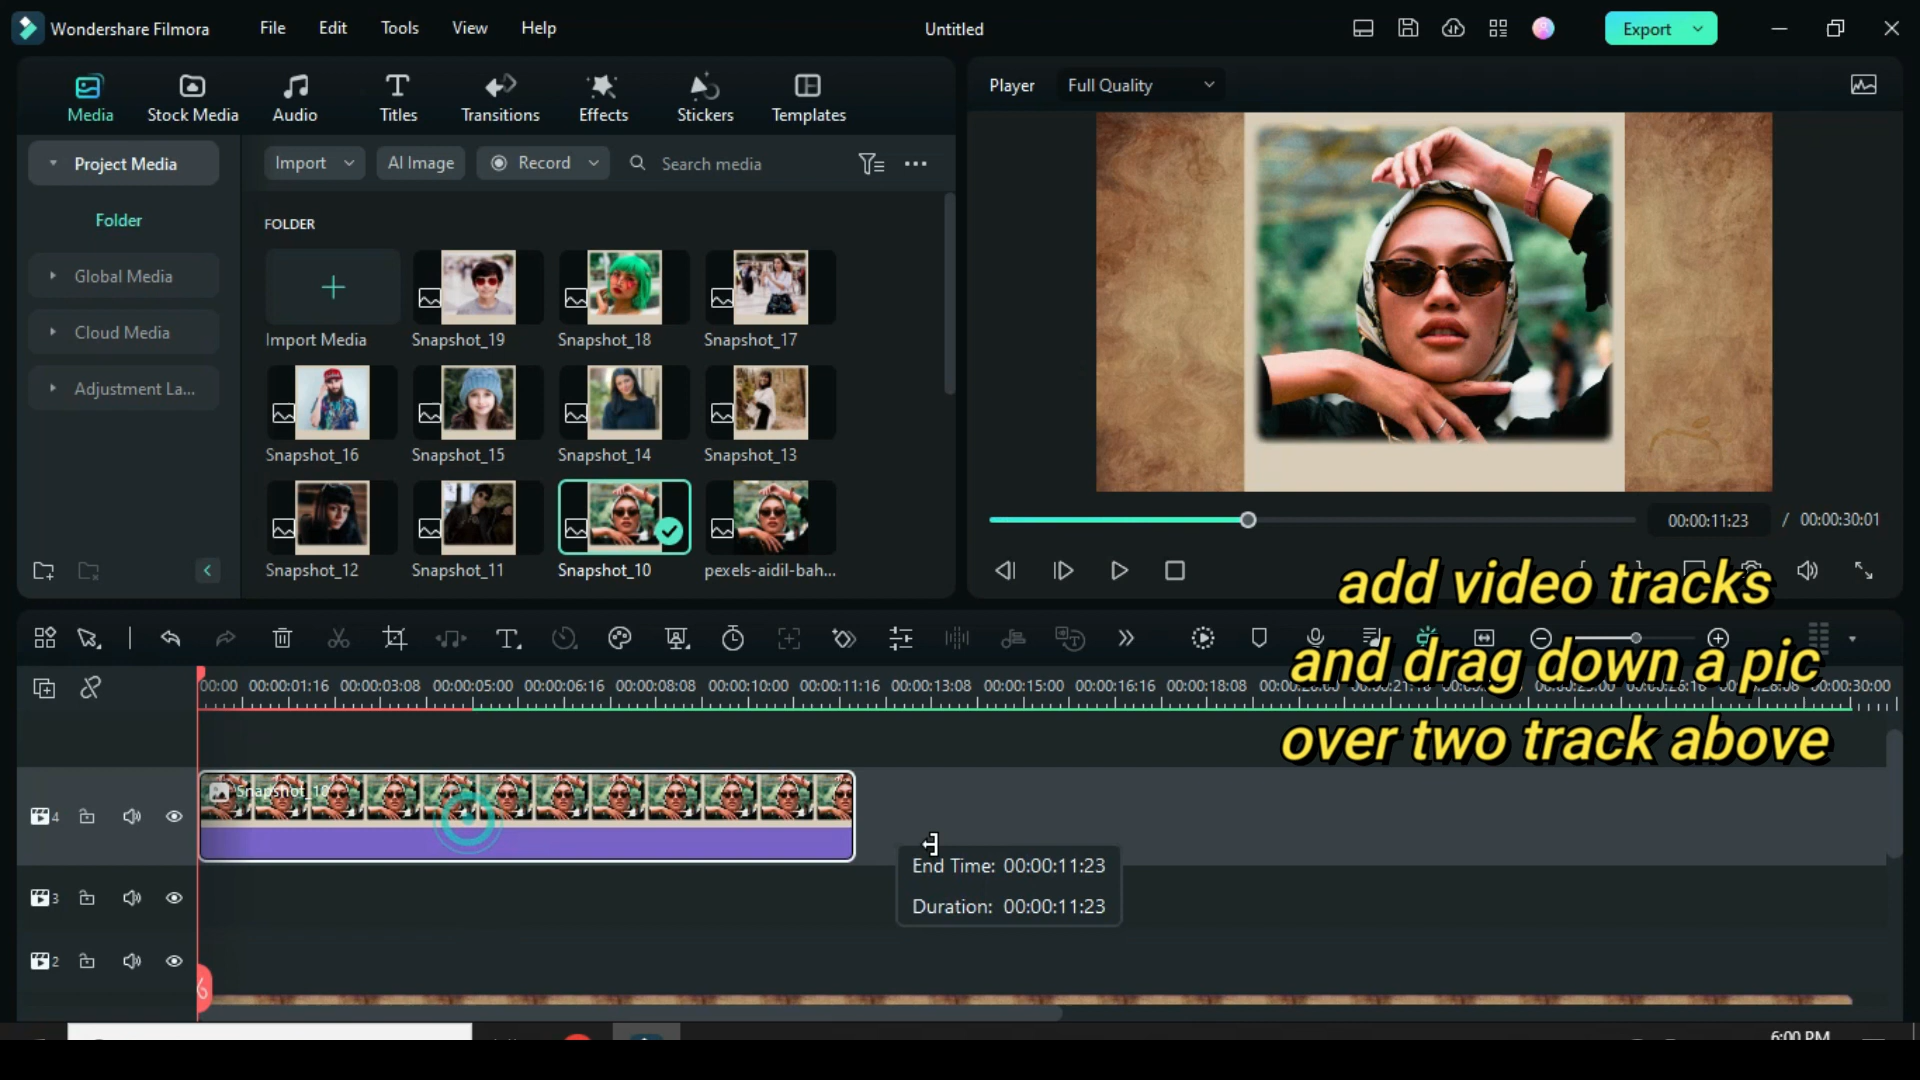 Wondershare Filmora
File
Edit
Tools
View
Help
Untitled
Export
Media
Stock Media
Audio
Titles
Transitions
Effects
Stickers
Templates
Player
Full Quality
Project Media
Import
AI Image
Record
Search media
Folder
FOLDER
Global Media
Cloud Media
Adjustment La...
Import Media
Snapshot_19
Snapshot_18
Snapshot_17
Snapshot_16
Snapshot_15
Snapshot_14
Snapshot_13
Snapshot_12
Snapshot_11
Snapshot_10
pexels-aidil-bah...
00:00:11:23 / 00:00:30:01
add video tracks
and drag down a pic
over two track above
00:00 00:00:01:16 00:00:03:08 00:00:05:00 00:00:06:16 00:00:08:08 00:00:10:00 00:00:11:16 00:00:13:08 00:00:15:00 00:00:16:16 00:00:18:08 00:00:30:00
Snapshot_10
4
End Time: 00:00:11:23
Duration: 00:00:11:23
3
2
6:00 PM